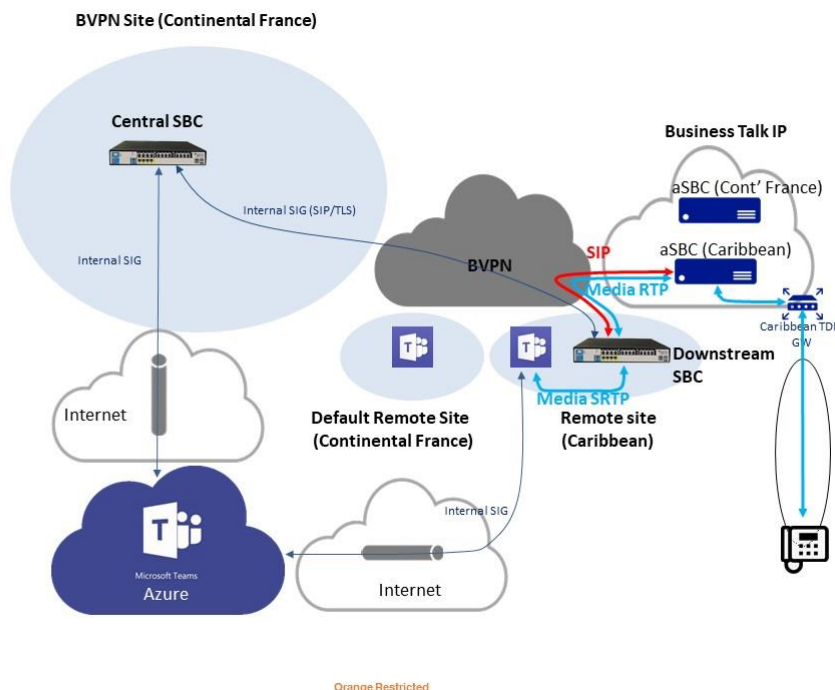 BVPN Site (Continental France)
Central SBC
Business Talk IP
aSBC (Cont' France)
Internal SIG (SIP/TLS)
SIP
aSBC (Caribbean)
Internal SIG
BVPN
Media RTP
Caribbean TDI
GW
Downstream
SBC
Internet
Media SRTP
Default Remote Site
(Continental France)
Remote site
(Caribbean)
Internal SIG
T
Microsoft Teams
Azure
Internet
Orange Restricted